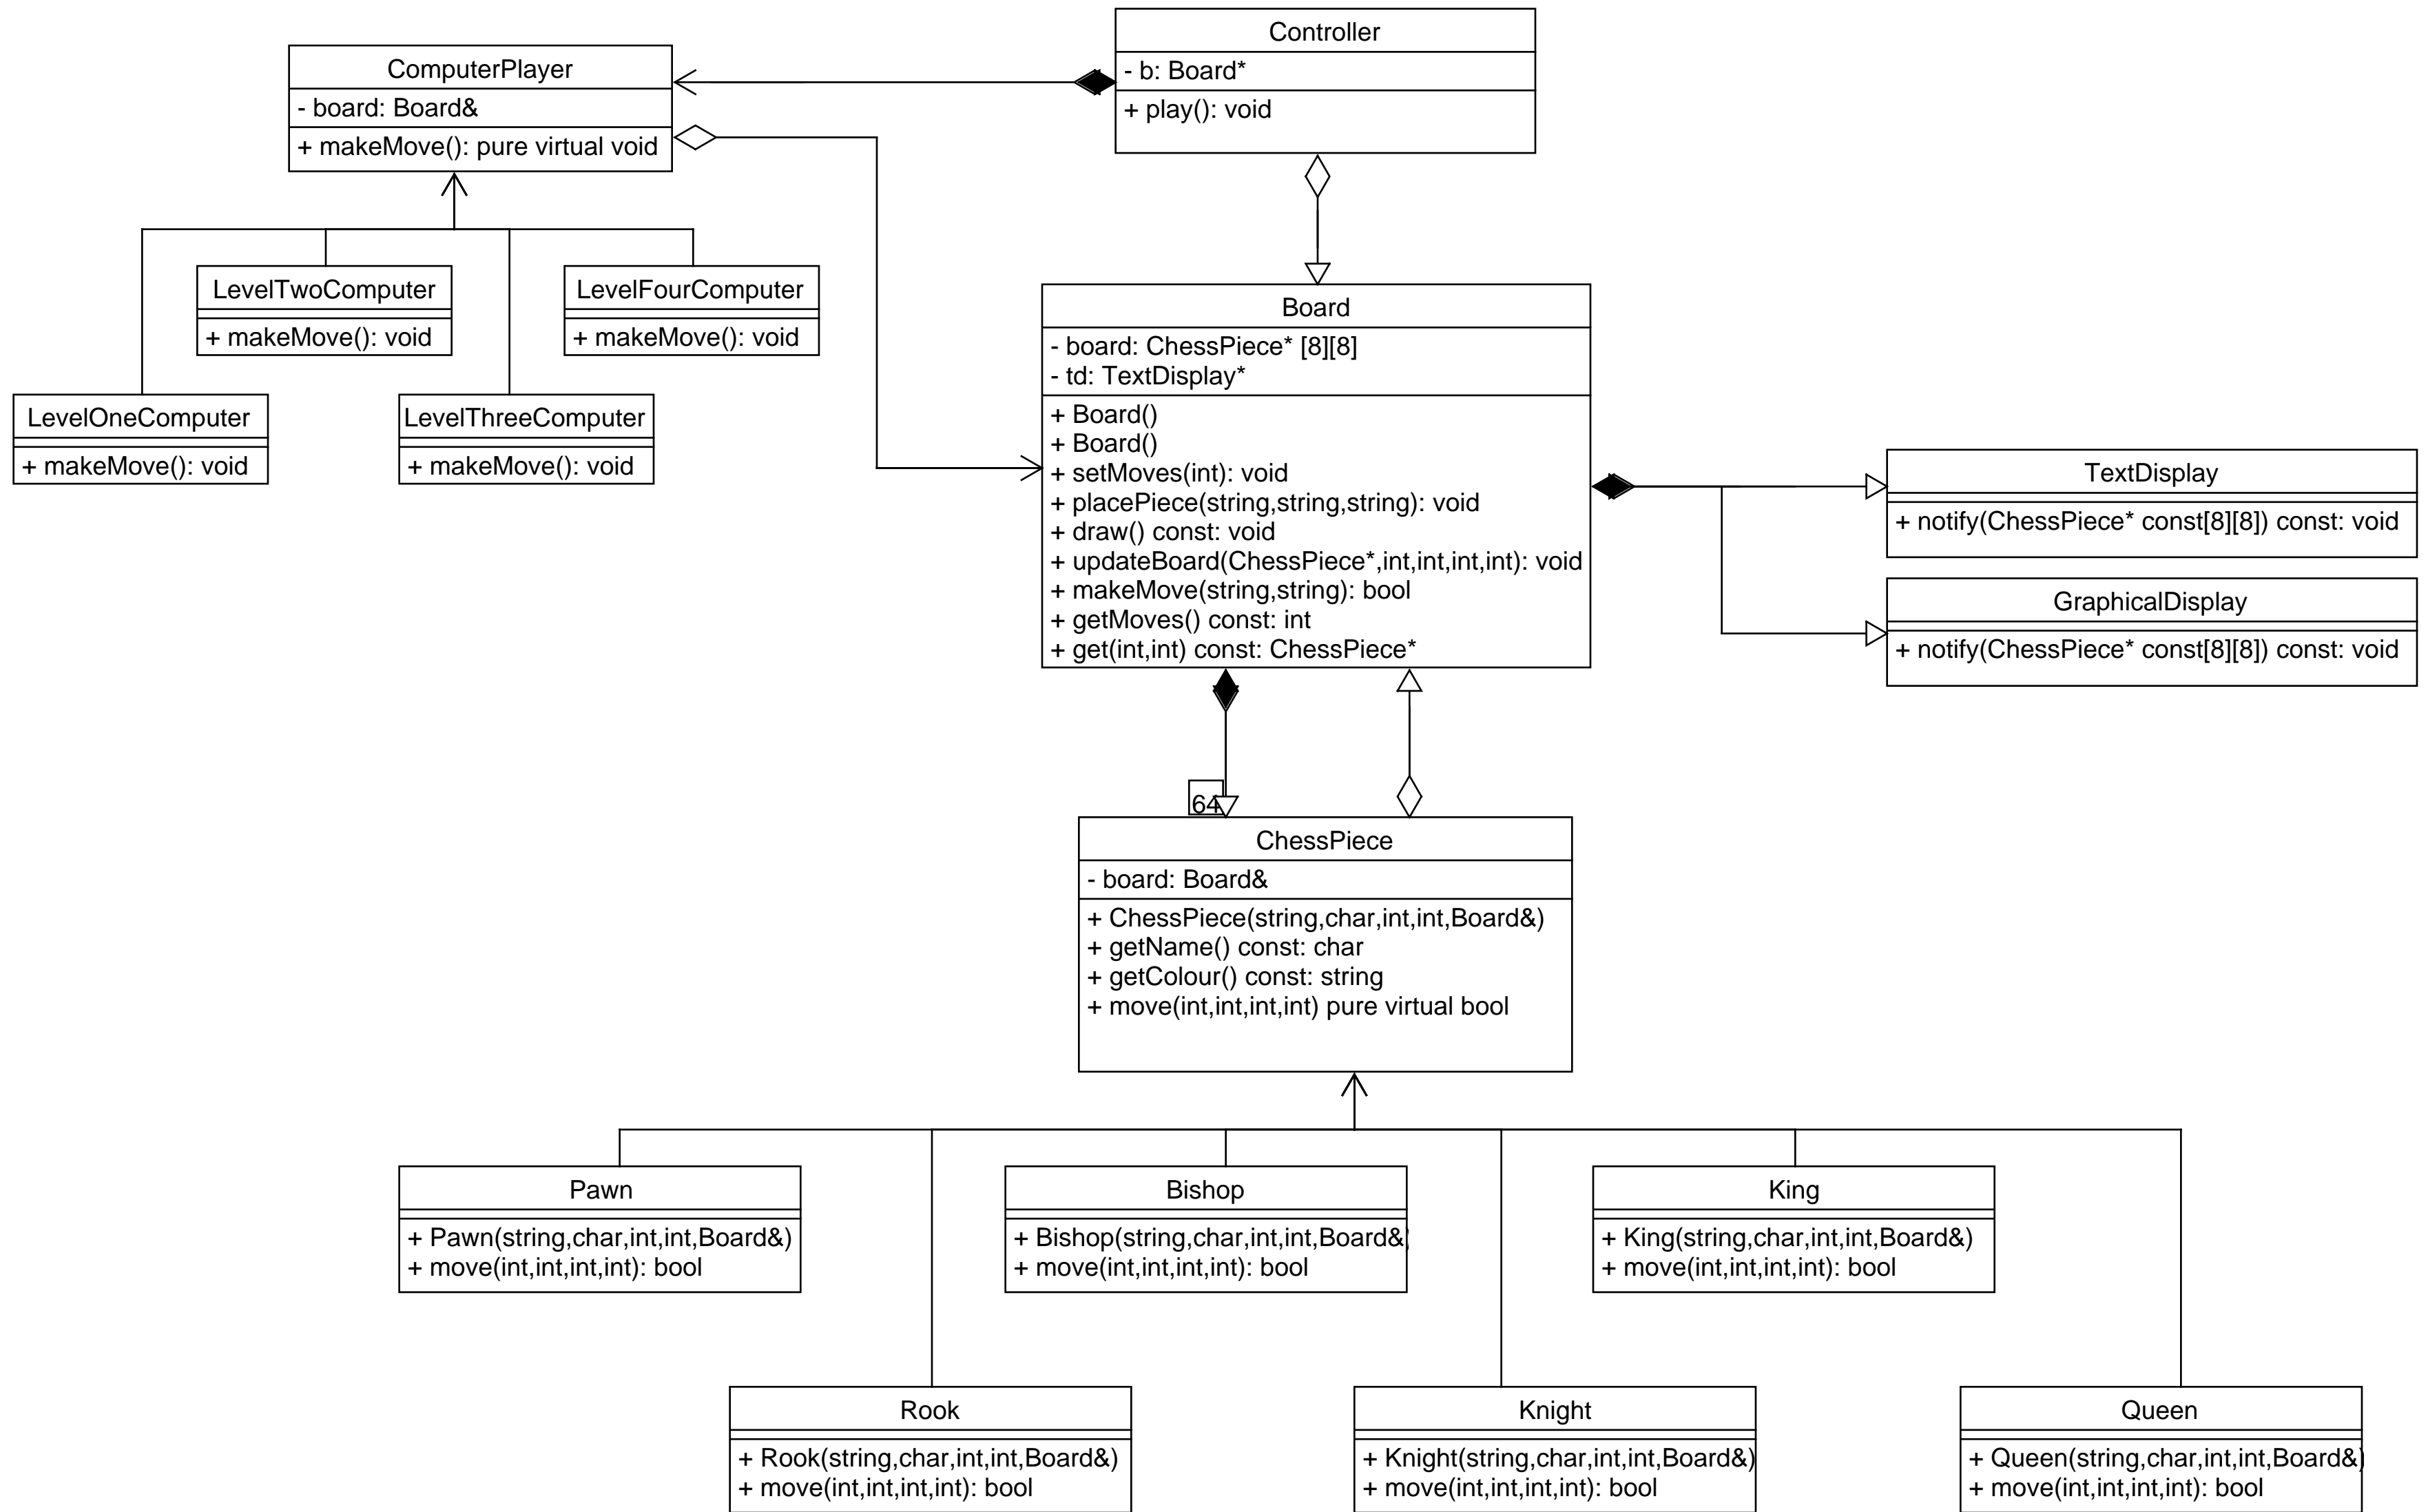 Controller
- b: Board*
+ play(): void
ComputerPlayer
- board: Board&
+ makeMove(): pure virtual void
LevelTwoComputer
+ makeMove(): void
LevelFourComputer
+ makeMove(): void
LevelOneComputer
+ makeMove(): void
LevelThreeComputer
+ makeMove(): void
Board
- board: ChessPiece* [8][8]
- td: TextDisplay*
+ Board()
+ Board()
+ setMoves(int): void
+ placePiece(string,string,string): void
+ draw() const: void
+ updateBoard(ChessPiece*,int,int,int,int): void
+ makeMove(string,string): bool
+ getMoves() const: int
+ get(int,int) const: ChessPiece*
TextDisplay
+ notify(ChessPiece* const[8][8]) const: void
GraphicalDisplay
+ notify(ChessPiece* const[8][8]) const: void
64
ChessPiece
- board: Board&
+ ChessPiece(string,char,int,int,Board&)
+ getName() const: char
+ getColour() const: string
+ move(int,int,int,int) pure virtual bool
Pawn
+ Pawn(string,char,int,int,Board&)
+ move(int,int,int,int): bool
Bishop
+ Bishop(string,char,int,int,Board&)
+ move(int,int,int,int): bool
King
+ King(string,char,int,int,Board&)
+ move(int,int,int,int): bool
Rook
+ Rook(string,char,int,int,Board&)
+ move(int,int,int,int): bool
Knight
+ Knight(string,char,int,int,Board&)
+ move(int,int,int,int): bool
Queen
+ Queen(string,char,int,int,Board&)
+ move(int,int,int,int): bool